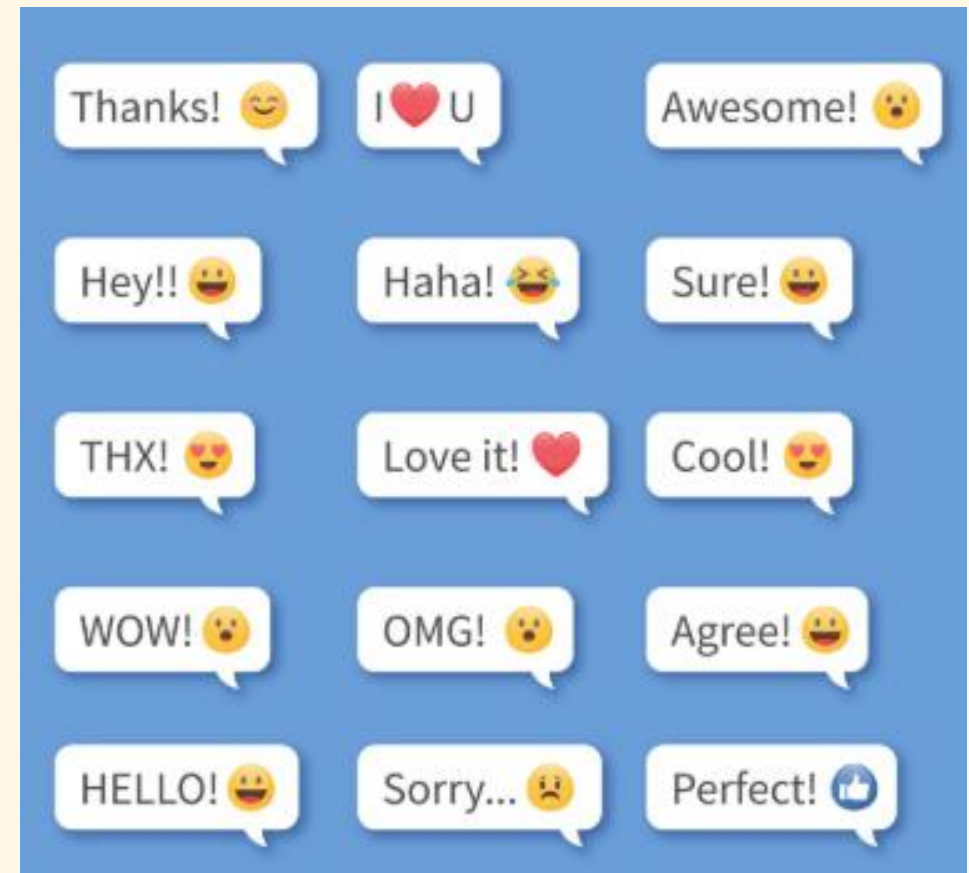 Thanks! 😊
I ❤️ U
Awesome! 😮
Hey!! 😀
Haha! 😂
Sure! 😀
THX! 😍
Love it! ❤️
Cool! 😍
WOW! 😮
OMG! 😮
Agree! 😀
HELLO! 😀
Sorry... ☹️
Perfect! 👍